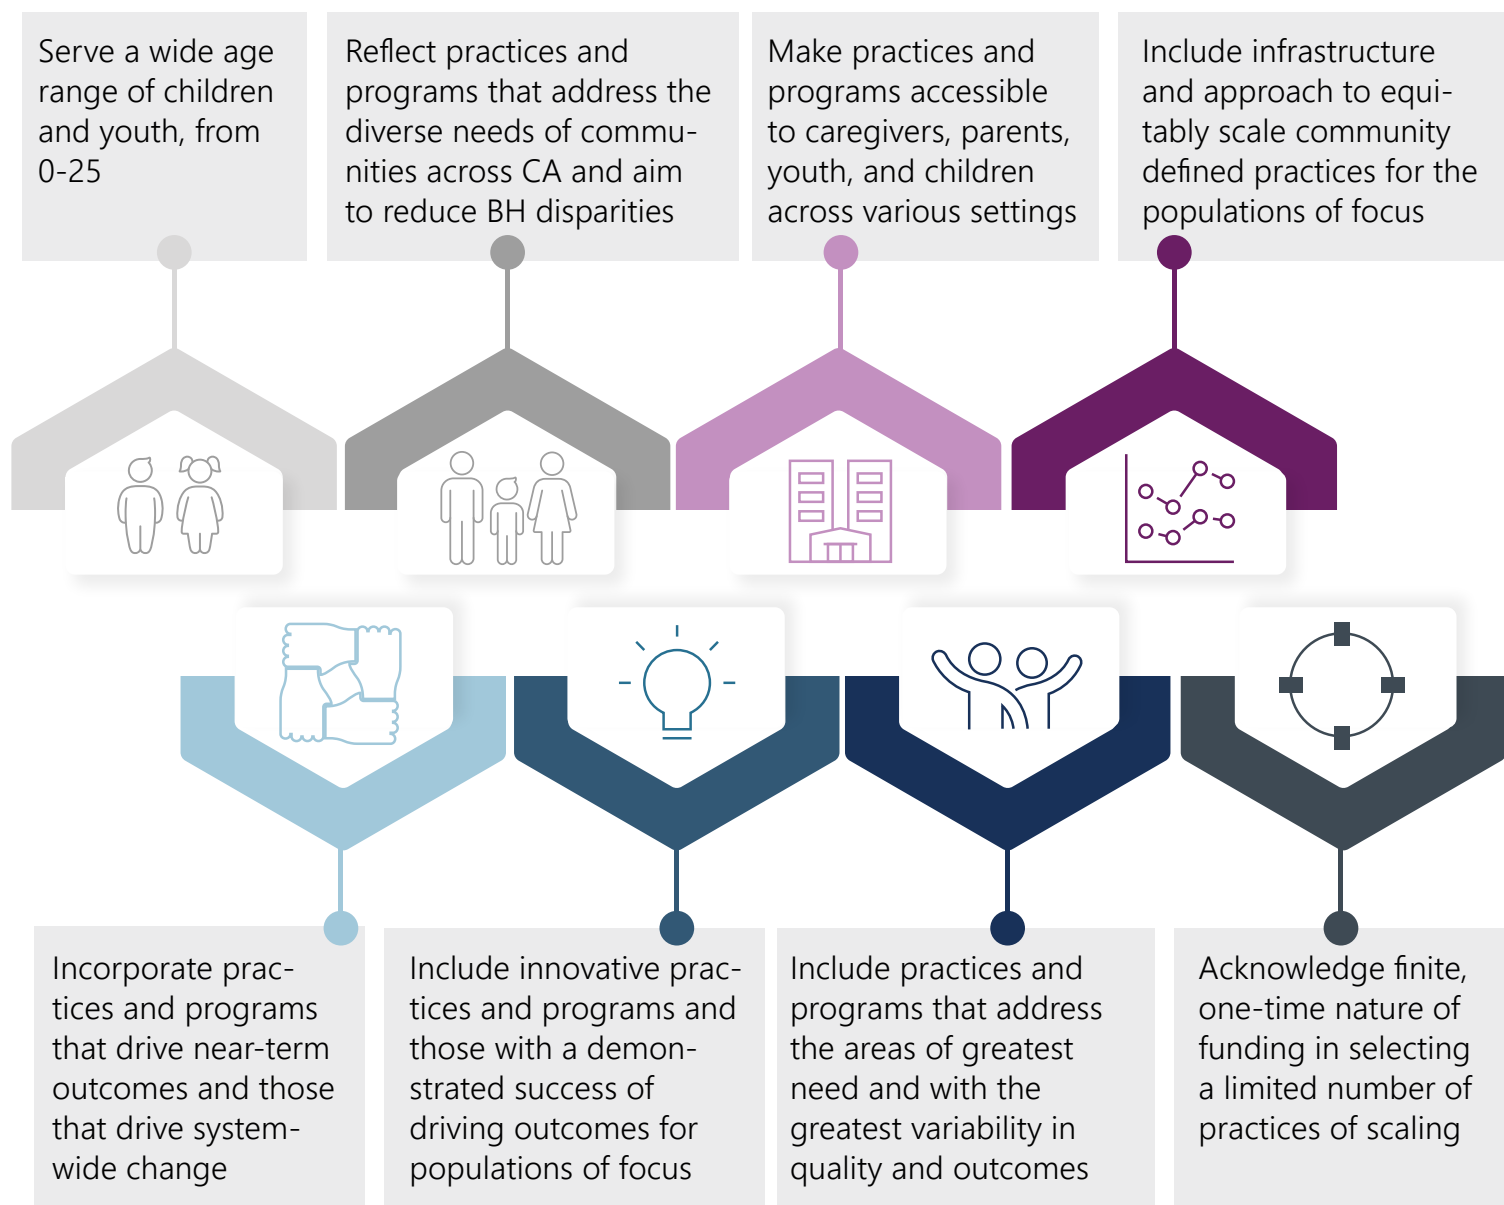 Serve a wide age
range of children
and youth, from
0-25
Reflect practices and
programs that address the
diverse needs of commu-
nities across CA and aim
to reduce BH disparities
Make practices and
programs accessible
to caregivers, parents,
youth, and children
across various settings
Include infrastructure
and approach to equi-
tably scale community
defined practices for the
populations of focus
Incorporate prac-
tices and programs
that drive near-term
outcomes and those
that drive system-
wide change
Include innovative prac-
tices and programs and
those with a demon-
strated success of
driving outcomes for
populations of focus
Include practices and
programs that address
the areas of greatest
need and with the
greatest variability in
quality and outcomes
Acknowledge finite,
one-time nature of
funding in selecting
a limited number of
practices of scaling